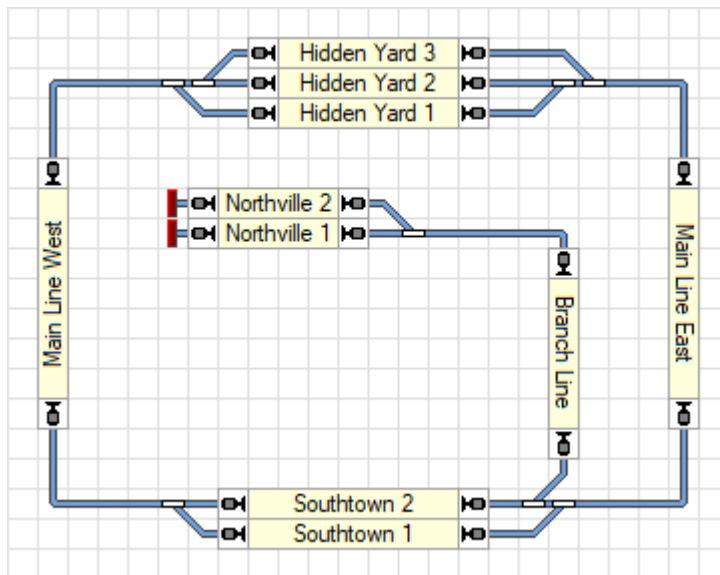 Hidden Yard 3
Hidden Yard 2
Hidden Yard 1
Northville 2
Northville 1
Main Line West
Main Line East
Branch Line
Southtown 2
Southtown 1